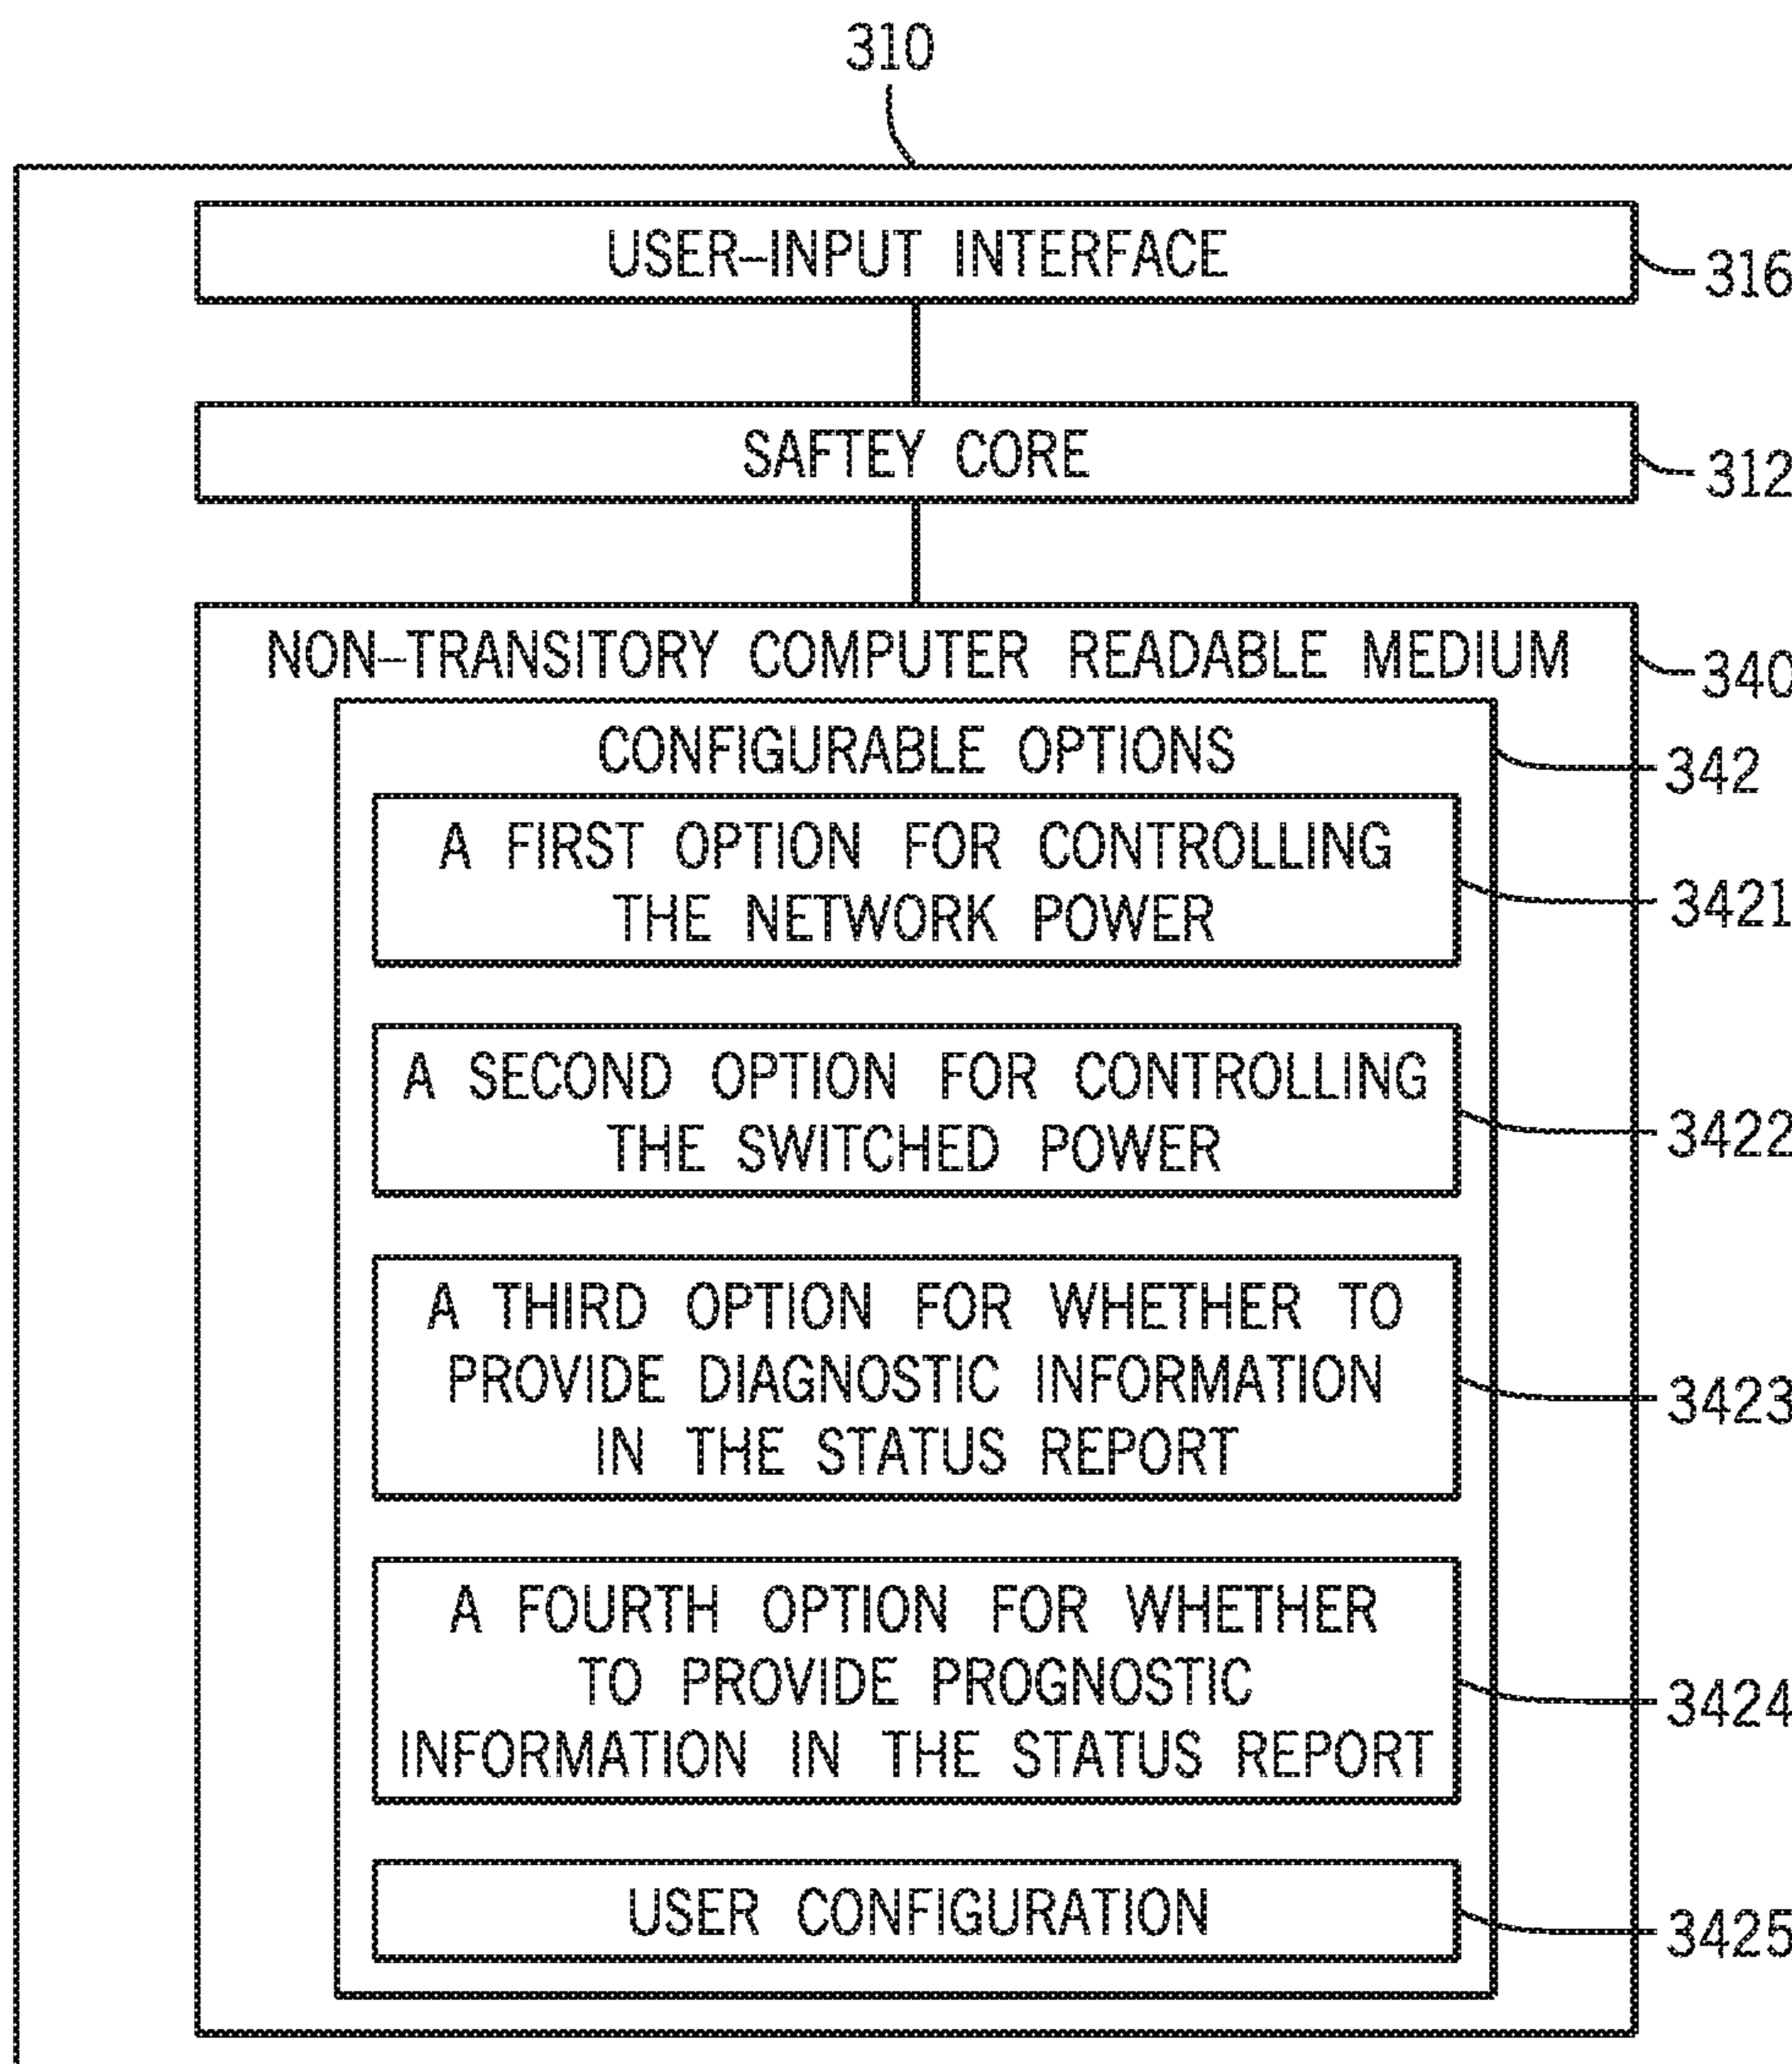 310
USER-INPUT INTERFACE
316
SAFTEY CORE
312
NON-TRANSITORY COMPUTER READABLE MEDIUM
340
CONFIGURABLE OPTIONS
342
A FIRST OPTION FOR CONTROLLING
THE NETWORK POWER
3421
A SECOND OPTION FOR CONTROLLING
THE SWITCHED POWER
3422
A THIRD OPTION FOR WHETHER TO
PROVIDE DIAGNOSTIC INFORMATION
IN THE STATUS REPORT
3423
A FOURTH OPTION FOR WHETHER
TO PROVIDE PROGNOSTIC
INFORMATION IN THE STATUS REPORT
3424
USER CONFIGURATION
3425